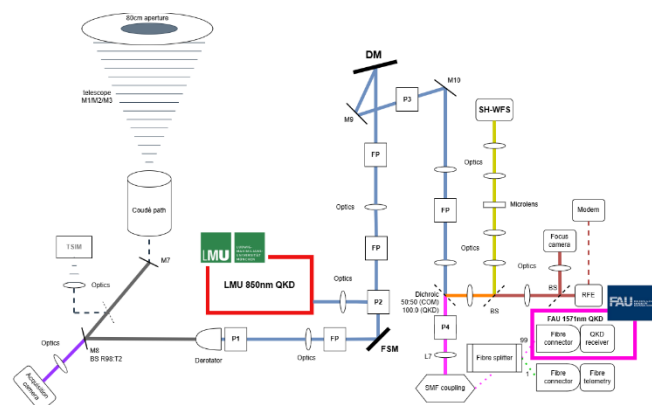 80cm aperture
telescope
M1/M2/M3
Coudé path
TSIM
Optics
M7
M8
BS R98:T2
Optics
Acquisition
camera
Derotator
P1
Optics
FP
FSM
LMU
LMU 850nm QKD
Optics
P2
FP
Optics
FP
DM
M9
P3
M10
Optics
FP
Dichroic
50:50 (COM)
100:0 (QKD)
P4
L7
SMF coupling
SH-WFS
Optics
Microlens
Optics
BS
Optics
Focus
camera
BS
Modem
RFE
FAU
FAU 157nm QKD
Fibre splitter
99
1
Fibre
connector
QKD
receiver
Fibre
connector
Fibre
telemetry